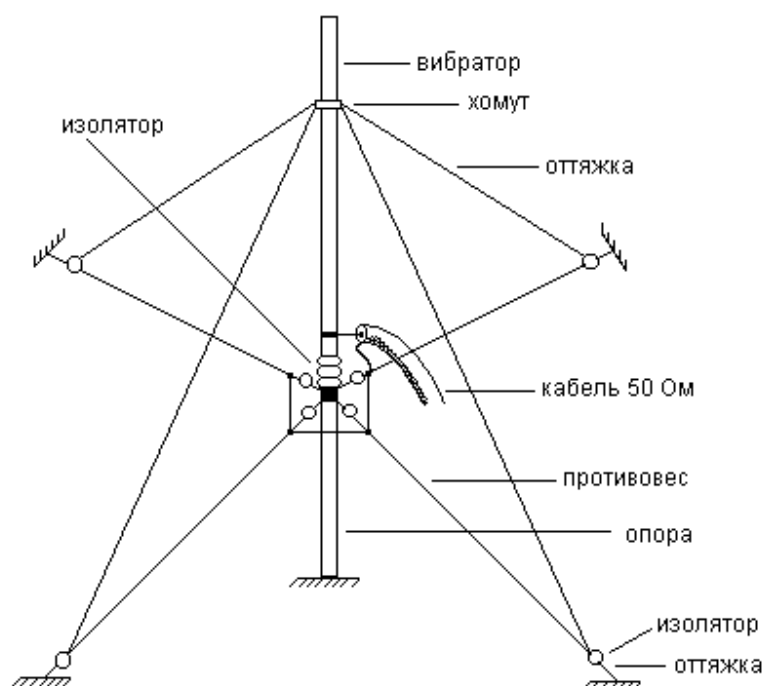 вибратор
хомут
изолятор
оттяжка
кабель 50 Ом
противовес
опора
изолятор
оттяжка